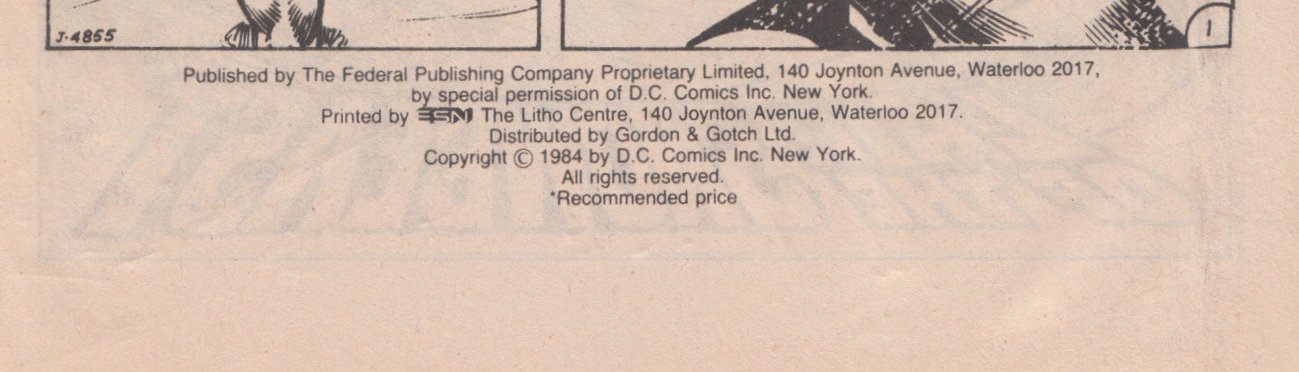 J-4855
1
Published by The Federal Publishing Company Proprietary Limited, 140 Joynton Avenue, Waterloo 2017,
by special permission of D.C. Comics Inc. New York.
Printed by ESN The Litho Centre, 140 Joynton Avenue, Waterloo 2017.
Distributed by Gordon & Gotch Ltd.
Copyright © 1984 by D.C. Comics Inc. New York.
All rights reserved.
*Recommended price